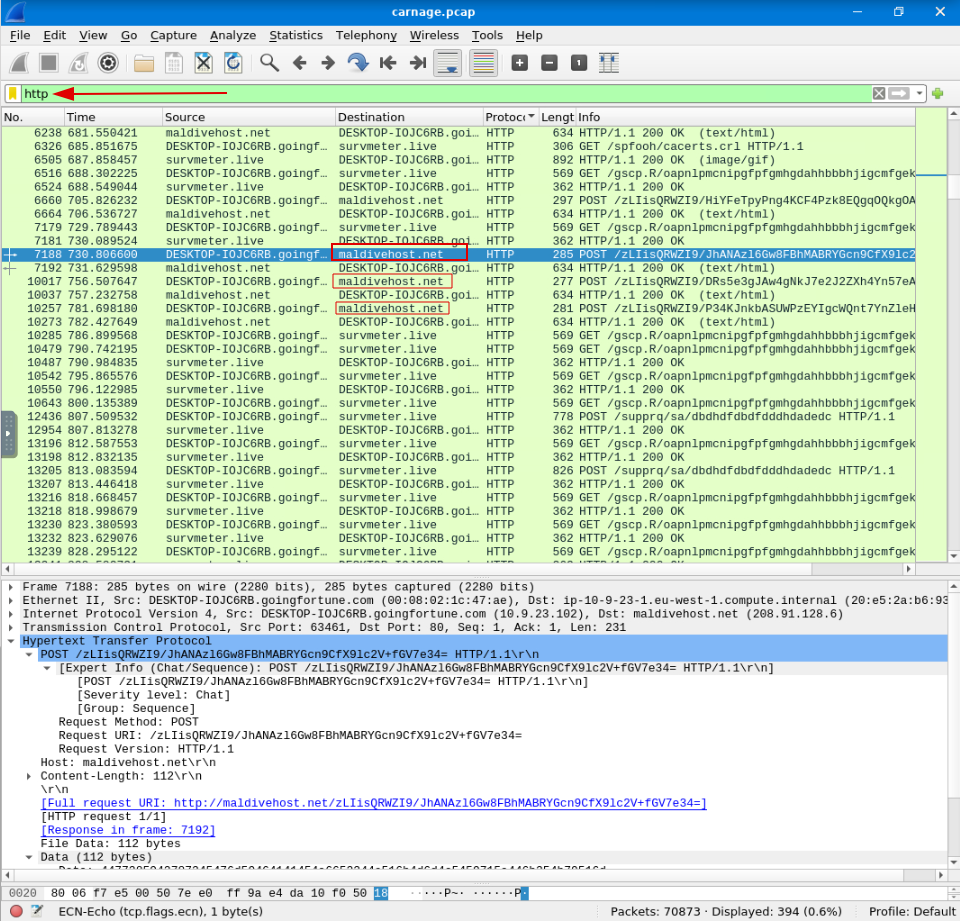 carnage.pcap
File Edit View Go Capture Analyze Statistics Telephony Wireless Tools Help
http
No. Time Source Destination Protoc Lengt Info
6238 681.550421 maldivehost.net DESKTOP-IOJC6RB.goi… HTTP 634 HTTP/1.1 200 OK (text/html)
6326 685.851675 DESKTOP-IOJC6RB.goingf… survmeter.live HTTP 306 GET /spfooh/cacerts.crl HTTP/1.1
6505 687.858457 survmeter.live DESKTOP-IOJC6RB.goi… HTTP 892 HTTP/1.1 200 OK (image/gif)
6516 688.302225 DESKTOP-IOJC6RB.goingf… survmeter.live HTTP 569 GET /gscp.R/oapnlpmcnipgfpfgmhgdahhbbbbhjigcmfgek
6524 688.549044 survmeter.live DESKTOP-IOJC6RB.goi… HTTP 362 HTTP/1.1 200 OK
6660 705.826232 DESKTOP-IOJC6RB.goingf… maldivehost.net HTTP 297 POST /zLIisQRWZI9/HiYFeTpyPng4KCF4Pzk8EQgqOQkgOA
6664 706.536727 maldivehost.net DESKTOP-IOJC6RB.goi… HTTP 634 HTTP/1.1 200 OK (text/html)
7179 729.789443 DESKTOP-IOJC6RB.goingf… survmeter.live HTTP 569 GET /gscp.R/oapnlpmcnipgfpfgmhgdahhbbbbhjigcmfgek
7181 730.089524 survmeter.live DESKTOP-IOJC6RB.goi… HTTP 362 HTTP/1.1 200 OK
7188 730.806600 DESKTOP-IOJC6RB.goingf… maldivehost.net HTTP 285 POST /zLIisQRWZI9/JhANAzl6Gw8FBhMABRYGcn9CfX9lc2
7192 731.629598 maldivehost.net DESKTOP-IOJC6RB.goi… HTTP 634 HTTP/1.1 200 OK (text/html)
10017 756.507647 DESKTOP-IOJC6RB.goingf… maldivehost.net HTTP 277 POST /zLIisQRWZI9/DRs5e3gJAw4gNkJ7e2J2ZXh4Yn57eA
10037 757.232758 maldivehost.net DESKTOP-IOJC6RB.goi… HTTP 634 HTTP/1.1 200 OK (text/html)
10257 781.698180 DESKTOP-IOJC6RB.goingf… maldivehost.net HTTP 281 POST /zLIisQRWZI9/P34KJnkbASUWPzEYIgcWQnt7YnZleH
10273 782.427649 maldivehost.net DESKTOP-IOJC6RB.goi… HTTP 634 HTTP/1.1 200 OK (text/html)
10285 786.899568 DESKTOP-IOJC6RB.goingf… survmeter.live HTTP 569 GET /gscp.R/oapnlpmcnipgfpfgmhgdahhbbbbhjigcmfgek
10479 790.742195 DESKTOP-IOJC6RB.goingf… survmeter.live HTTP 569 GET /gscp.R/oapnlpmcnipgfpfgmhgdahhbbbbhjigcmfgek
10487 790.984835 survmeter.live DESKTOP-IOJC6RB.goi… HTTP 362 HTTP/1.1 200 OK
10542 795.865576 DESKTOP-IOJC6RB.goingf… survmeter.live HTTP 569 GET /gscp.R/oapnlpmcnipgfpfgmhgdahhbbbbhjigcmfgek
10550 796.122985 survmeter.live DESKTOP-IOJC6RB.goi… HTTP 362 HTTP/1.1 200 OK
10643 800.135389 DESKTOP-IOJC6RB.goingf… survmeter.live HTTP 569 GET /gscp.R/oapnlpmcnipgfpfgmhgdahhbbbbhjigcmfgek
12436 807.509532 DESKTOP-IOJC6RB.goingf… survmeter.live HTTP 778 POST /supprq/sa/dbdhdfdbdfdddhdadedc HTTP/1.1
12954 807.813278 survmeter.live DESKTOP-IOJC6RB.goi… HTTP 362 HTTP/1.1 200 OK
13196 812.587553 DESKTOP-IOJC6RB.goingf… survmeter.live HTTP 569 GET /gscp.R/oapnlpmcnipgfpfgmhgdahhbbbbhjigcmfgek
13198 812.832135 survmeter.live DESKTOP-IOJC6RB.goi… HTTP 362 HTTP/1.1 200 OK
13205 813.083594 DESKTOP-IOJC6RB.goingf… survmeter.live HTTP 826 POST /supprq/sa/dbdhdfdbdfdddhdadedc HTTP/1.1
13207 813.446418 survmeter.live DESKTOP-IOJC6RB.goi… HTTP 362 HTTP/1.1 200 OK
13216 818.668457 DESKTOP-IOJC6RB.goingf… survmeter.live HTTP 569 GET /gscp.R/oapnlpmcnipgfpfgmhgdahhbbbbhjigcmfgek
13218 818.998679 survmeter.live DESKTOP-IOJC6RB.goi… HTTP 362 HTTP/1.1 200 OK
13230 823.380593 DESKTOP-IOJC6RB.goingf… survmeter.live HTTP 569 GET /gscp.R/oapnlpmcnipgfpfgmhgdahhbbbbhjigcmfgek
13232 823.629076 survmeter.live DESKTOP-IOJC6RB.goi… HTTP 362 HTTP/1.1 200 OK
13239 828.295122 DESKTOP-IOJC6RB.goingf… survmeter.live HTTP 569 GET /gscp.R/oapnlpmcnipgfpfgmhgdahhbbbbhjigcmfgek
Frame 7188: 285 bytes on wire (2280 bits), 285 bytes captured (2280 bits)
Ethernet II, Src: DESKTOP-IOJC6RB.goingfortune.com (00:08:02:1c:47:ae), Dst: ip-10-9-23-1.eu-west-1.compute.internal (20:e5:2a:b6:93
Internet Protocol Version 4, Src: DESKTOP-IOJC6RB.goingfortune.com (10.9.23.102), Dst: maldivehost.net (208.91.128.6)
Transmission Control Protocol, Src Port: 63461, Dst Port: 80, Seq: 1, Ack: 1, Len: 231
Hypertext Transfer Protocol
POST /zLIisQRWZI9/JhANAzl6Gw8FBhMABRYGcn9CfX9lc2V+fGV7e34= HTTP/1.1\r\n
[Expert Info (Chat/Sequence): POST /zLIisQRWZI9/JhANAzl6Gw8FBhMABRYGcn9CfX9lc2V+fGV7e34= HTTP/1.1\r\n]
[POST /zLIisQRWZI9/JhANAzl6Gw8FBhMABRYGcn9CfX9lc2V+fGV7e34= HTTP/1.1\r\n]
[Severity level: Chat]
[Group: Sequence]
Request Method: POST
Request URI: /zLIisQRWZI9/JhANAzl6Gw8FBhMABRYGcn9CfX9lc2V+fGV7e34=
Request Version: HTTP/1.1
Host: maldivehost.net\r\n
Content-Length: 112\r\n
\r\n
[Full request URI: http://maldivehost.net/zLIisQRWZI9/JhANAzl6Gw8FBhMABRYGcn9CfX9lc2V+fGV7e34=]
[HTTP request 1/1]
[Response in frame: 7192]
File Data: 112 bytes
Data (112 bytes)
0020 80 06 f7 e5 00 50 7e e0 ff 9a e4 da 10 f0 50 18 ·····P~· ······P·
ECN-Echo (tcp.flags.ecn), 1 byte(s) Packets: 70873 · Displayed: 394 (0.6%) Profile: Default